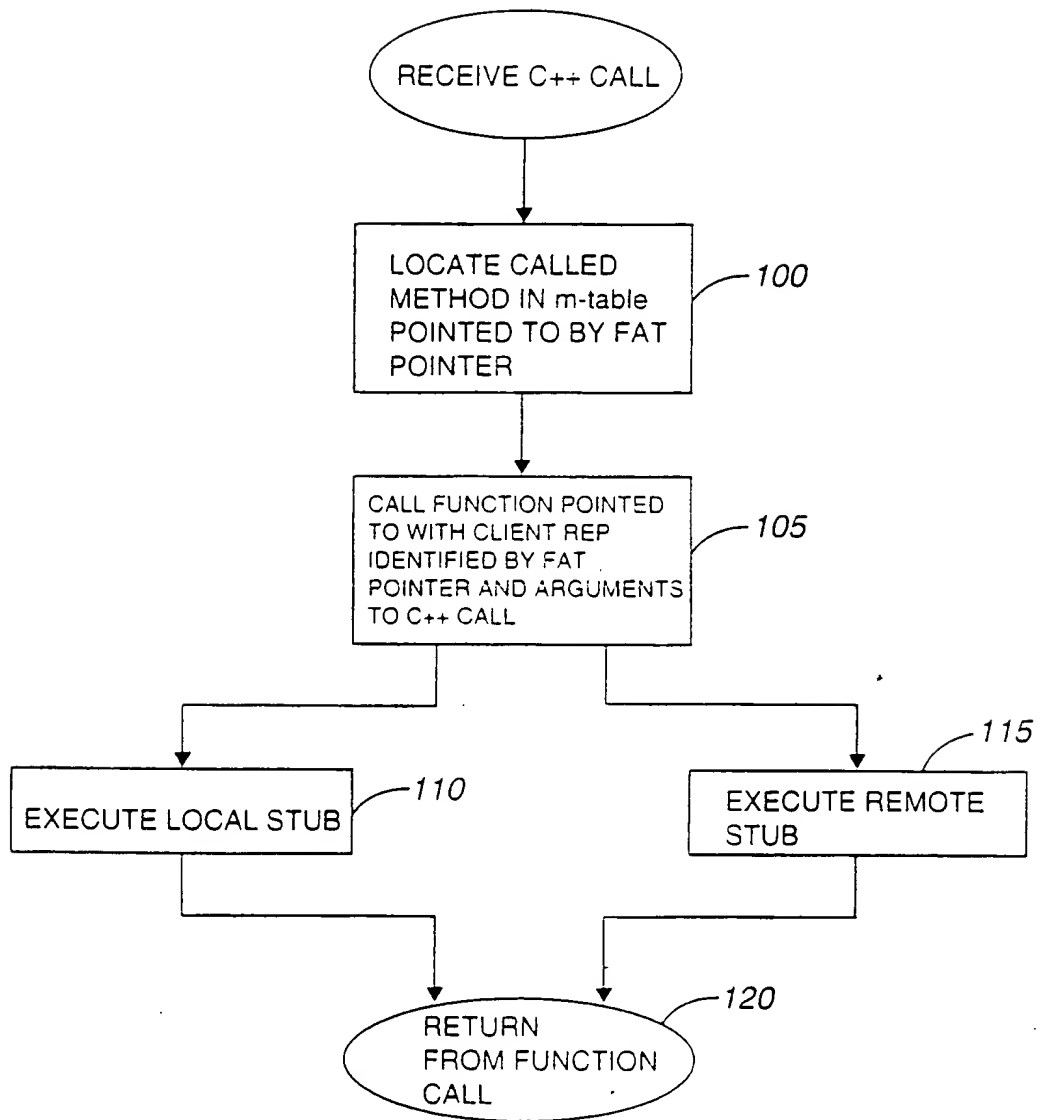 RECEIVE C++ CALL
LOCATE CALLED
METHOD IN m-table
POINTED TO BY FAT
POINTER
100
CALL FUNCTION POINTED
TO WITH CLIENT REP
IDENTIFIED BY FAT
POINTER AND ARGUMENTS
TO C++ CALL
105
EXECUTE LOCAL STUB
110
EXECUTE REMOTE
STUB
115
RETURN
FROM FUNCTION
CALL
120